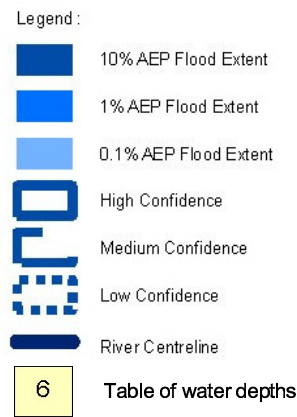 Legend :
10% AEP Flood Extent
1% AEP Flood Extent
0.1% AEP Flood Extent
High Confidence
Medium Confidence
Low Confidence
River Centreline
6 Table of water depths